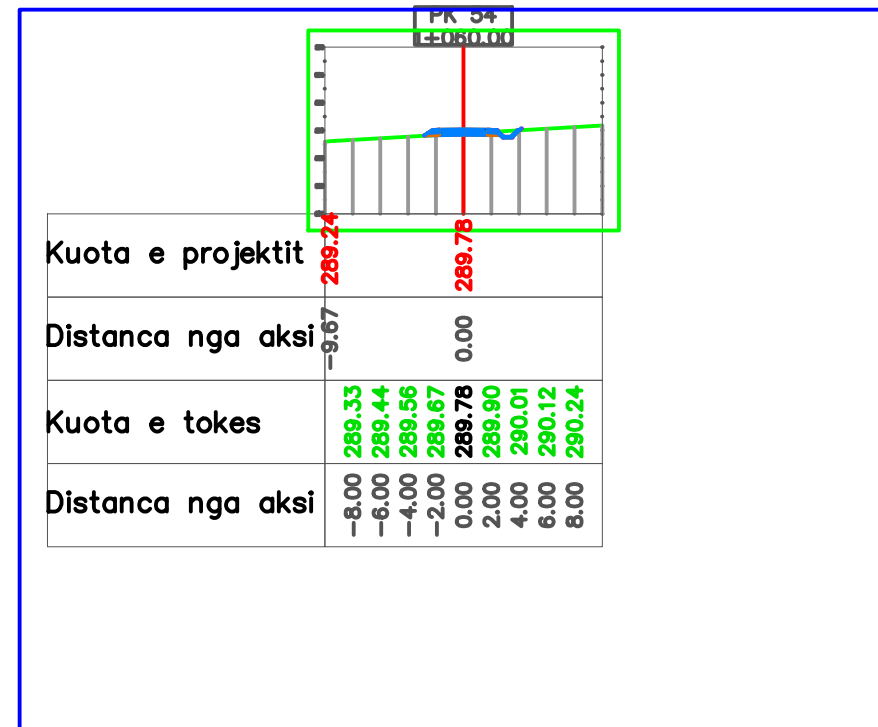 PK 54
1+060.00
Kuota e projektit 289.24 289.78
Distanca nga aksi -9.67 0.00
Kuota e tokes 289.33 289.44 289.56 289.67 289.78 289.90 290.01 290.12 290.24
Distanca nga aksi -8.00 -6.00 -4.00 -2.00 0.00 2.00 4.00 6.00 8.00